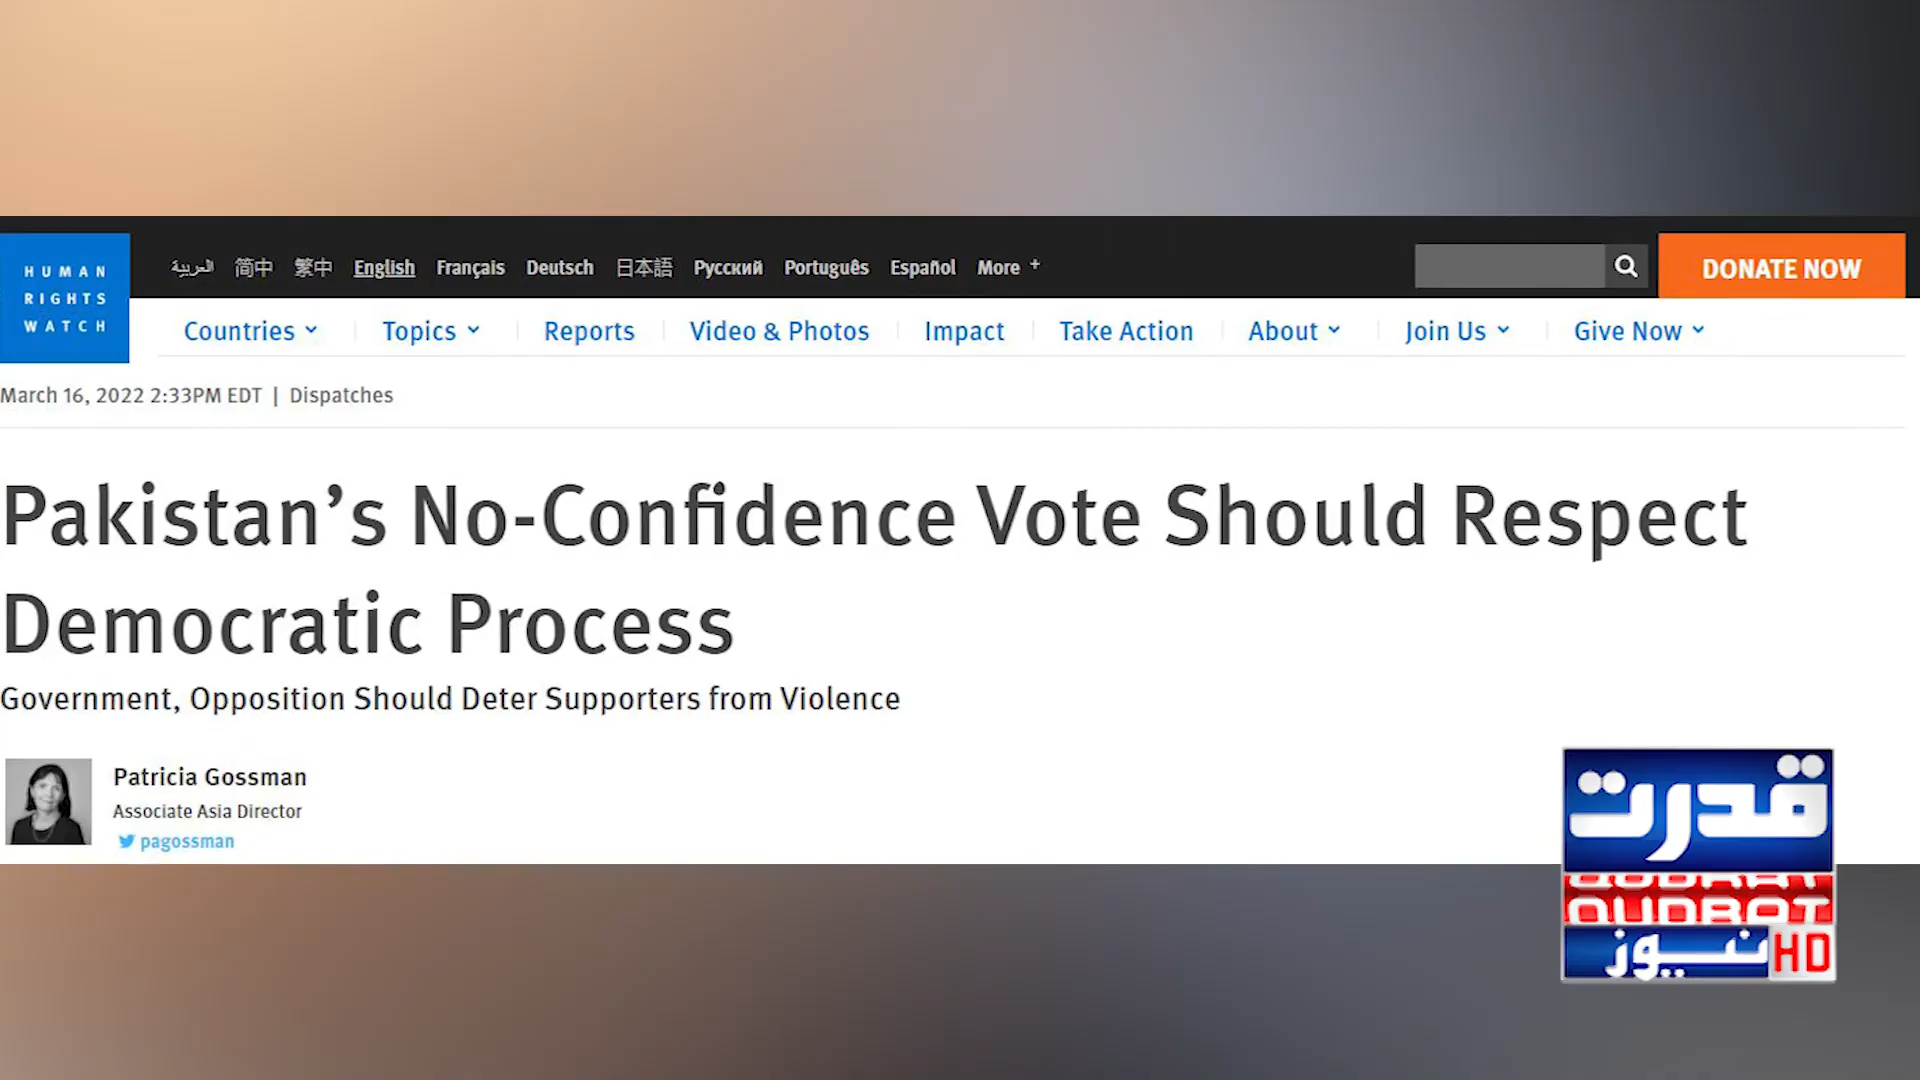 HUMAN
RIGHTS
WATCH
العربية 简中 繁中 English Français Deutsch 日本語 Русский Português Español More +
DONATE NOW
Countries Topics Reports Video & Photos Impact Take Action About Join Us Give Now
March 16, 2022 2:33PM EDT | Dispatches
Pakistan’s No-Confidence Vote Should Respect
Democratic Process
Government, Opposition Should Deter Supporters from Violence
Patricia Gossman
Associate Asia Director
pagossman
قدرت
QUDRAT
QUDRAT
نیوز HD